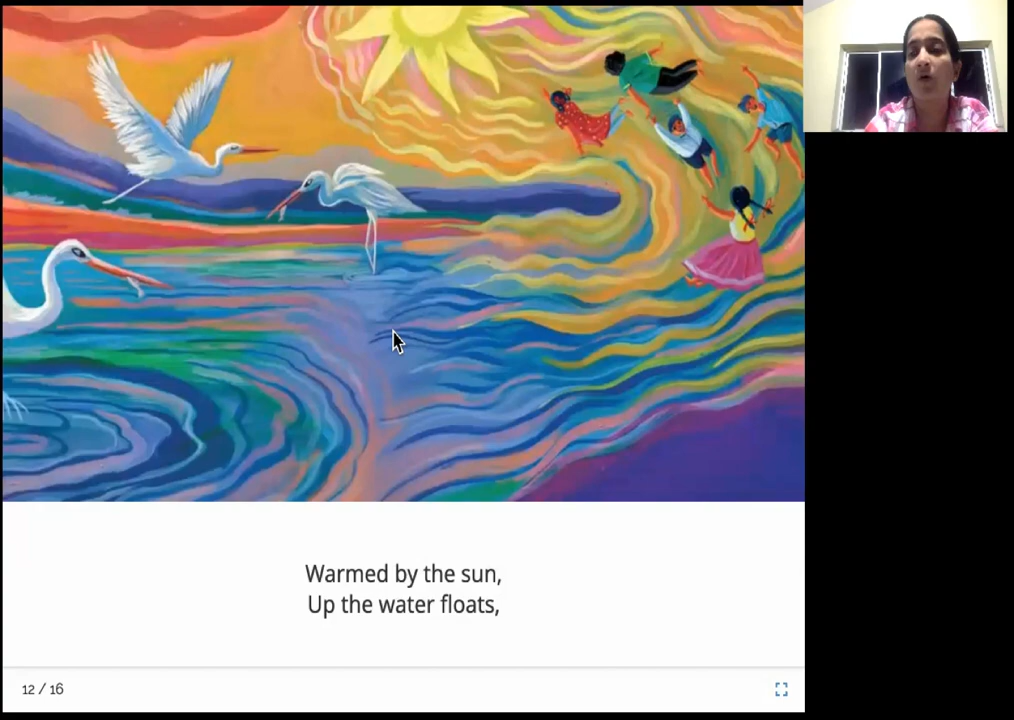 Warmed by the sun,
Up the water floats,
12 / 16